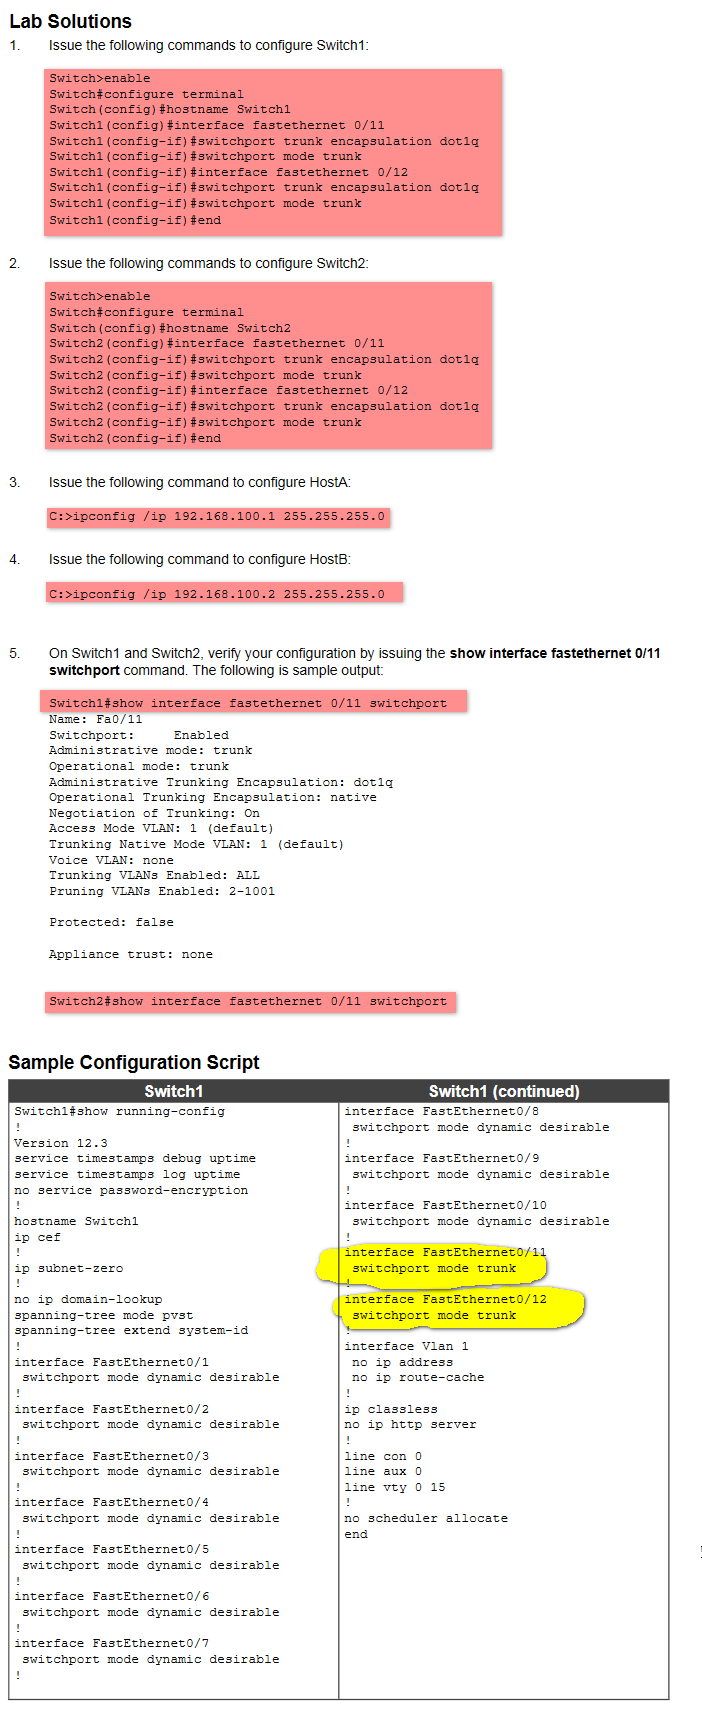 Lab Solutions
1. Issue the following commands to configure Switch1:
Switch>enable
Switch#configure terminal
Switch(config)#hostname Switch1
Switch1(config)#interface fastethernet 0/11
Switch1(config-if)#switchport trunk encapsulation dot1q
Switch1(config-if)#switchport mode trunk
Switch1(config-if)#interface fastethernet 0/12
Switch1(config-if)#switchport trunk encapsulation dot1q
Switch1(config-if)#switchport mode trunk
Switch1(config-if)#end
2. Issue the following commands to configure Switch2:
Switch>enable
Switch#configure terminal
Switch(config)#hostname Switch2
Switch2(config)#interface fastethernet 0/11
Switch2(config-if)#switchport trunk encapsulation dot1q
Switch2(config-if)#switchport mode trunk
Switch2(config-if)#interface fastethernet 0/12
Switch2(config-if)#switchport trunk encapsulation dot1q
Switch2(config-if)#switchport mode trunk
Switch2(config-if)#end
3. Issue the following command to configure HostA:
C:>ipconfig /ip 192.168.100.1 255.255.255.0
4. Issue the following command to configure HostB:
C:>ipconfig /ip 192.168.100.2 255.255.255.0
5. On Switch1 and Switch2, verify your configuration by issuing the show interface fastethernet 0/11
switchport command. The following is sample output:
Switch1#show interface fastethernet 0/11 switchport
Name: Fa0/11
Switchport: Enabled
Administrative mode: trunk
Operational mode: trunk
Administrative Trunking Encapsulation: dot1q
Operational Trunking Encapsulation: native
Negotiation of Trunking: On
Access Mode VLAN: 1 (default)
Trunking Native Mode VLAN: 1 (default)
Voice VLAN: none
Trunking VLANs Enabled: ALL
Pruning VLANs Enabled: 2-1001
Protected: false
Appliance trust: none
Switch2#show interface fastethernet 0/11 switchport
Sample Configuration Script
Switch1
Switch1#show running-config
!
Version 12.3
service timestamps debug uptime
service timestamps log uptime
no service password-encryption
!
hostname Switch1
ip cef
!
ip subnet-zero
!
no ip domain-lookup
spanning-tree mode pvst
spanning-tree extend system-id
!
interface FastEthernet0/1
switchport mode dynamic desirable
!
interface FastEthernet0/2
switchport mode dynamic desirable
!
interface FastEthernet0/3
switchport mode dynamic desirable
!
interface FastEthernet0/4
switchport mode dynamic desirable
!
interface FastEthernet0/5
switchport mode dynamic desirable
!
interface FastEthernet0/6
switchport mode dynamic desirable
!
interface FastEthernet0/7
switchport mode dynamic desirable
!
Switch1 (continued)
interface FastEthernet0/8
switchport mode dynamic desirable
!
interface FastEthernet0/9
switchport mode dynamic desirable
!
interface FastEthernet0/10
switchport mode dynamic desirable
!
interface FastEthernet0/11
switchport mode trunk
!
interface FastEthernet0/12
switchport mode trunk
!
interface Vlan 1
no ip address
no ip route-cache
!
ip classless
no ip http server
!
line con 0
line aux 0
line vty 0 15
!
no scheduler allocate
end